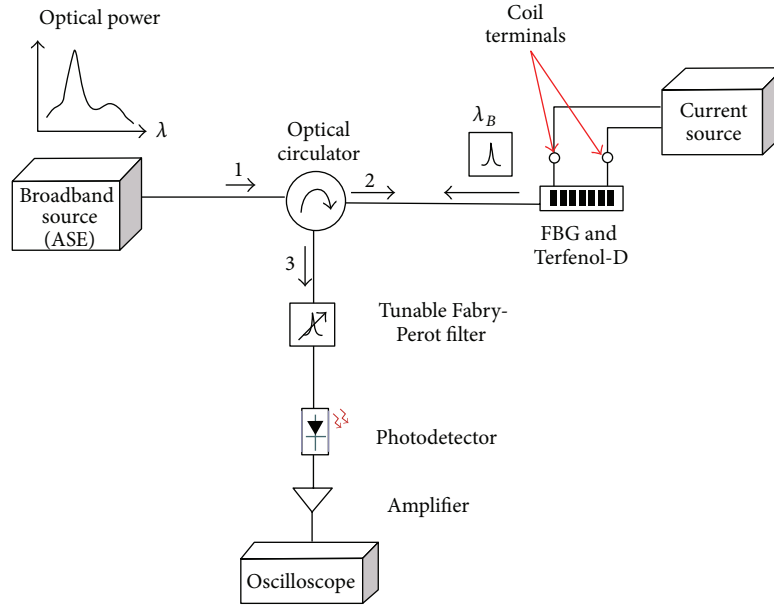 Optical power
λ
Coil
terminals
λB
Current
source
Optical
circulator
1
2
Broadband
source
(ASE)
FBG and
Terfenol-D
3
Tunable Fabry-
Perot filter
Photodetector
Amplifier
Oscilloscope